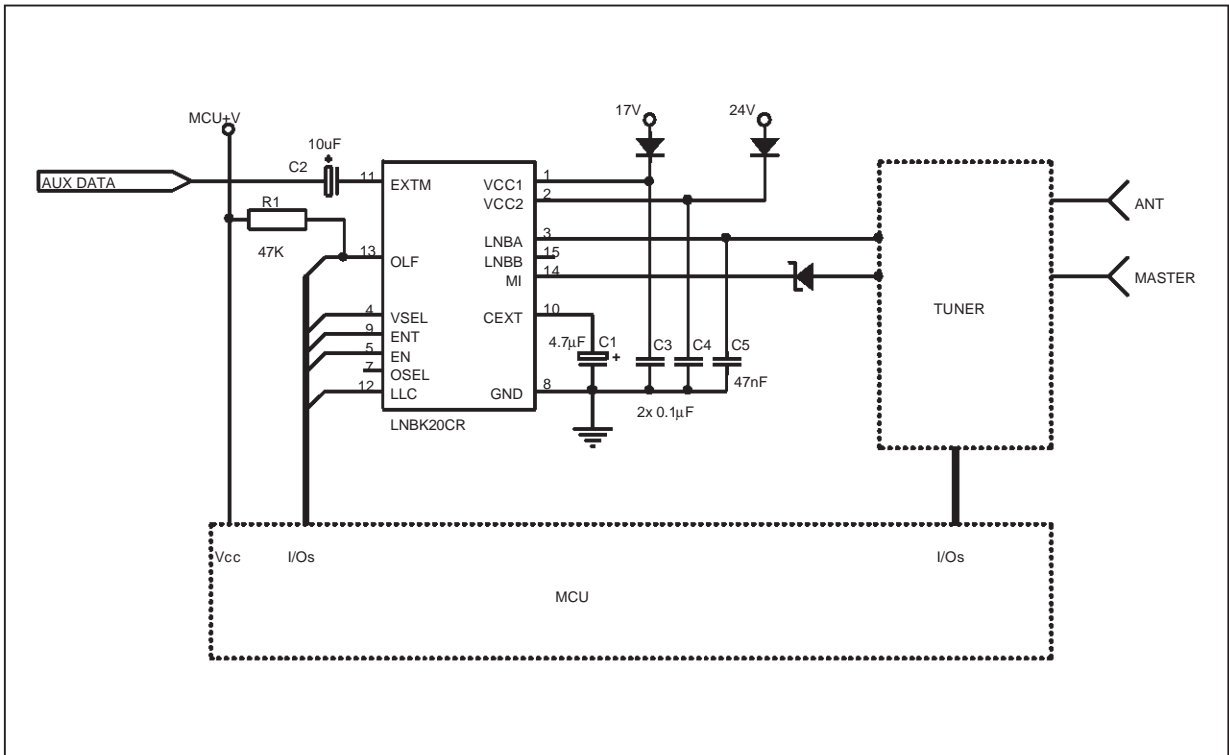 MCU+V
17V
24V
10uF
C2
AUX DATA
11
EXTM
VCC1
1
VCC2
2
R1
47K
13
OLF
LNBA
3
LNBB
15
MI
14
ANT
MASTER
TUNER
4
VSEL
CEXT
10
9
ENT
5
EN
7
OSEL
12
LLC
GND
8
4.7µF
C1
+
C3
C4
C5
47nF
2x 0.1µF
LNBK20CR
Vcc
I/Os
I/Os
MCU